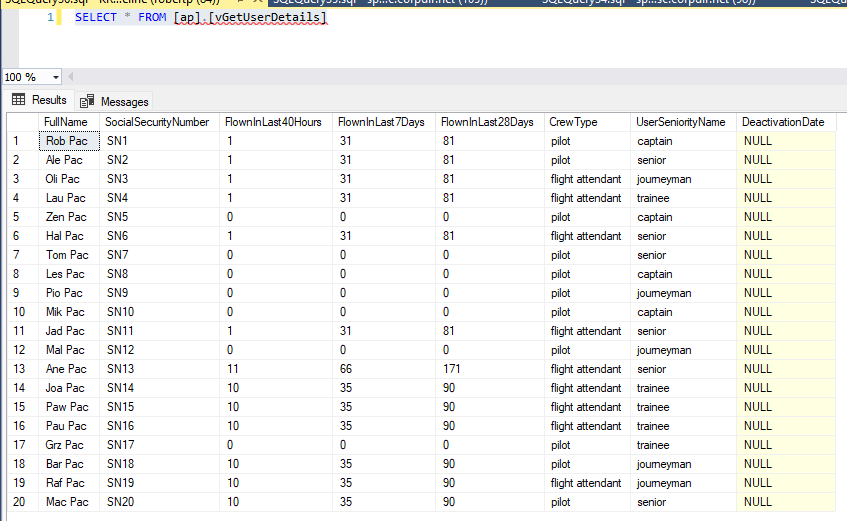 1 SELECT * FROM [ap].[vGetUserDetails]
100 %
Results Messages
FullName SocialSecurityNumber FlownInLast40Hours FlownInLast7Days FlownInLast28Days CrewType UserSeniorityName DeactivationDate
1 Rob Pac SN1 1 31 81 pilot captain NULL
2 Ale Pac SN2 1 31 81 pilot senior NULL
3 Oli Pac SN3 1 31 81 flight attendant journeyman NULL
4 Lau Pac SN4 1 31 81 flight attendant trainee NULL
5 Zen Pac SN5 0 0 0 pilot captain NULL
6 Hal Pac SN6 1 31 81 flight attendant senior NULL
7 Tom Pac SN7 0 0 0 pilot senior NULL
8 Les Pac SN8 0 0 0 pilot captain NULL
9 Pio Pac SN9 0 0 0 pilot journeyman NULL
10 Mik Pac SN10 0 0 0 pilot captain NULL
11 Jad Pac SN11 1 31 81 flight attendant senior NULL
12 Mal Pac SN12 0 0 0 pilot journeyman NULL
13 Ane Pac SN13 11 66 171 flight attendant senior NULL
14 Joa Pac SN14 10 35 90 flight attendant trainee NULL
15 Paw Pac SN15 10 35 90 flight attendant trainee NULL
16 Pau Pac SN16 10 35 90 flight attendant trainee NULL
17 Grz Pac SN17 0 0 0 pilot trainee NULL
18 Bar Pac SN18 10 35 90 pilot journeyman NULL
19 Raf Pac SN19 10 35 90 flight attendant journeyman NULL
20 Mac Pac SN20 10 35 90 pilot senior NULL